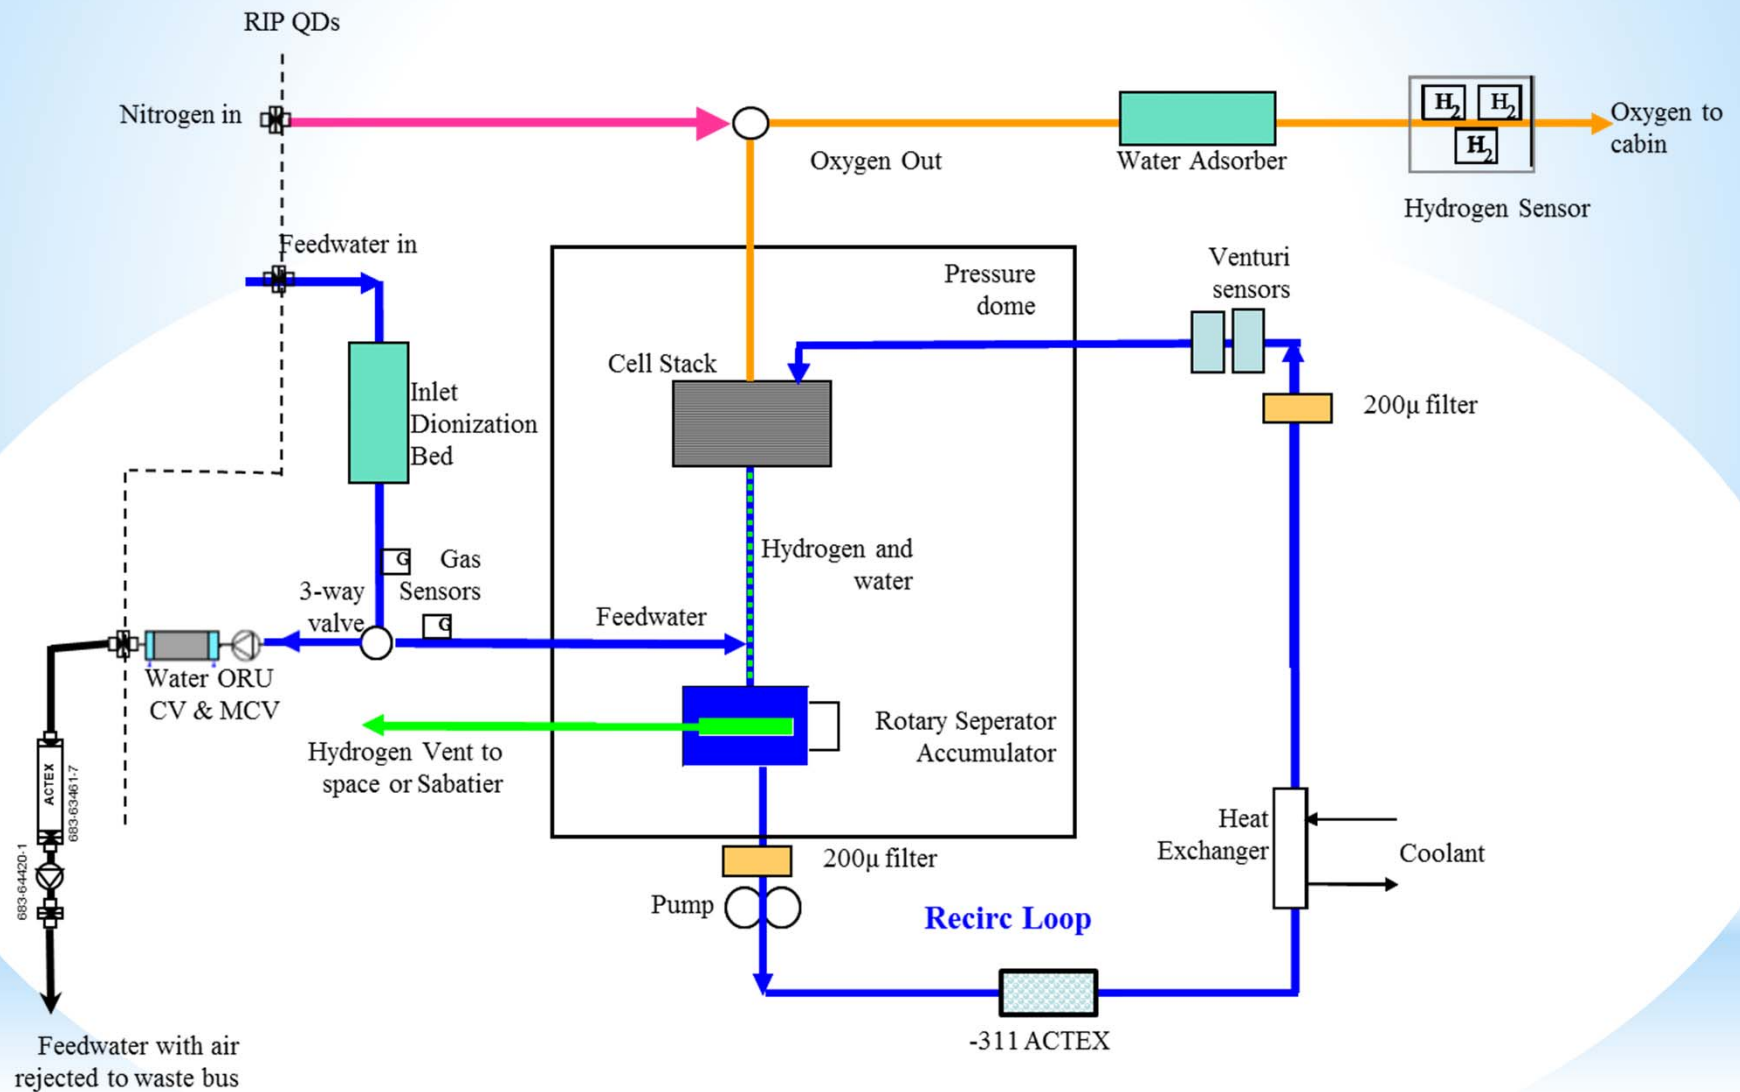 RIP QDs
Nitrogen in
Oxygen Out
Water Adsorber
H2
H2
H2
Oxygen to
cabin
Hydrogen Sensor
Feedwater in
Pressure
dome
Venturi
sensors
Cell Stack
Inlet
Dionization
Bed
200μ filter
G
Gas
Sensors
G
3-way
valve
Hydrogen and
water
Feedwater
Water ORU
CV & MCV
Rotary Seperator
Accumulator
Hydrogen Vent to
space or Sabatier
ACTEX
683-63461-7
683-64420-1
Heat
Exchanger
Coolant
200μ filter
Pump
Recirc Loop
-311 ACTEX
Feedwater with air
rejected to waste bus